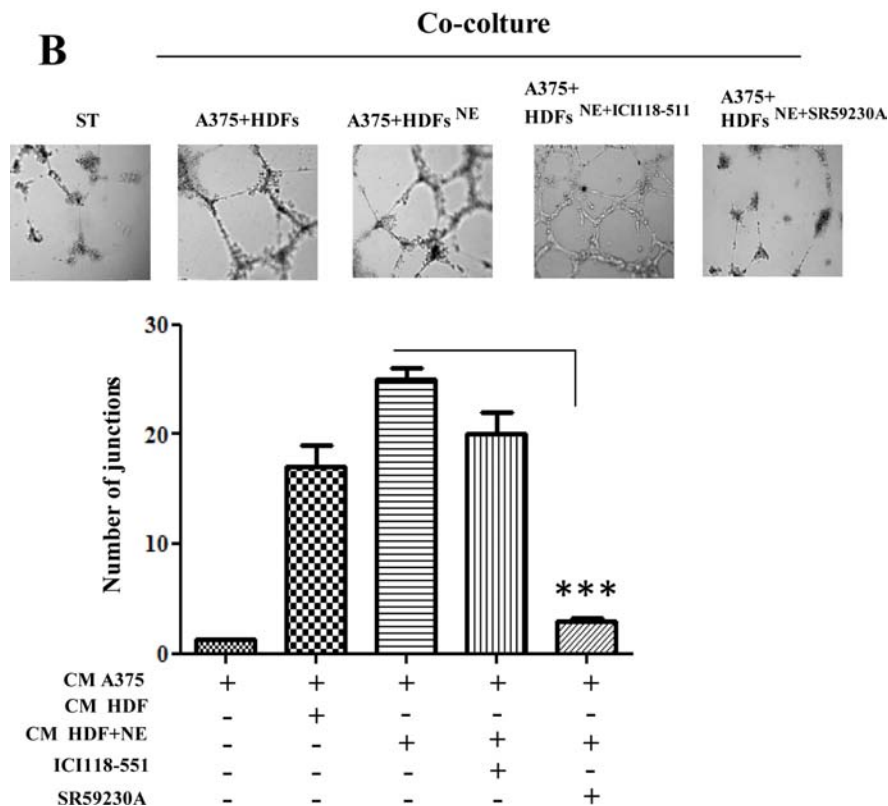 B
Co-colture
ST
A375+HDFs
A375+HDFs NE
A375+
HDFs NE+ICI118-511
A375+
HDFs NE+SR59230A
30
20
10
0
Number of junctions
***
CM A375 + + + + +
CM HDF - + - - -
CM HDF+NE - - + + +
ICI118-551 - - - + -
SR59230A - - - - +